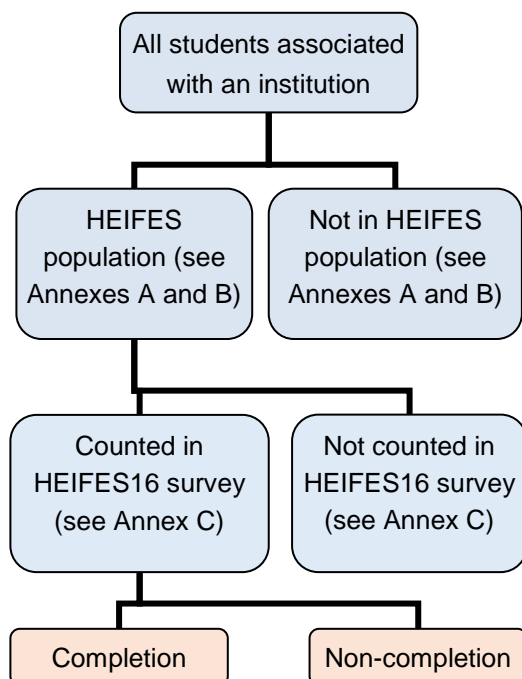 All students associated
with an institution
HEIFES
population (see
Annexes A and B)
Not in HEIFES
population (see
Annexes A and B)
Counted in
HEIFES16 survey
(see Annex C)
Not counted in
HEIFES16 survey
(see Annex C)
Completion
Non-completion